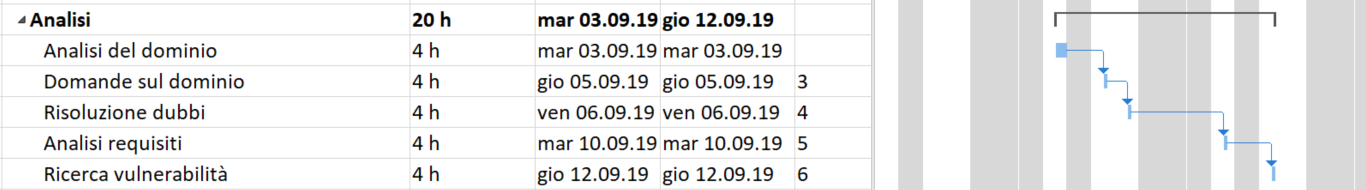 Analisi 20 h mar 03.09.19 gio 12.09.19
Analisi del dominio 4 h mar 03.09.19 mar 03.09.19
Domande sul dominio 4 h gio 05.09.19 gio 05.09.19 3
Risoluzione dubbi 4 h ven 06.09.19 ven 06.09.19 4
Analisi requisiti 4 h mar 10.09.19 mar 10.09.19 5
Ricerca vulnerabilità 4 h gio 12.09.19 gio 12.09.19 6